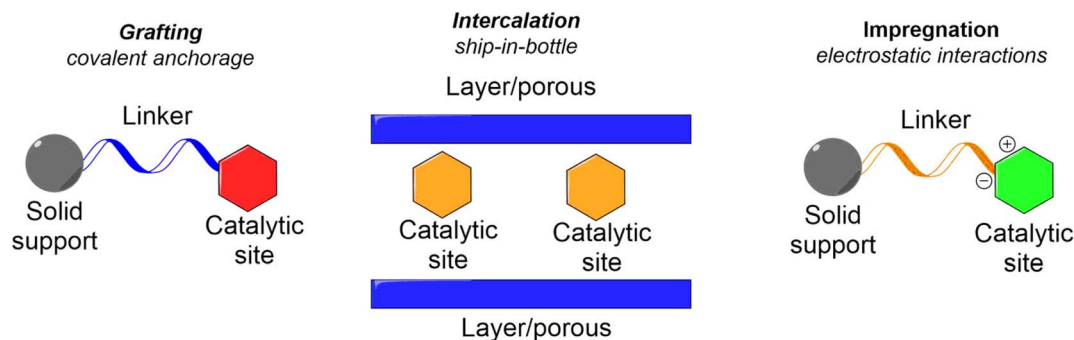 Grafting
covalent anchorage
Linker
Solid
support
Catalytic
site
Intercalation
ship-in-bottle
Layer/porous
Catalytic
site
Catalytic
site
Layer/porous
Impregnation
electrostatic interactions
Linker
+
−
Solid
support
Catalytic
site